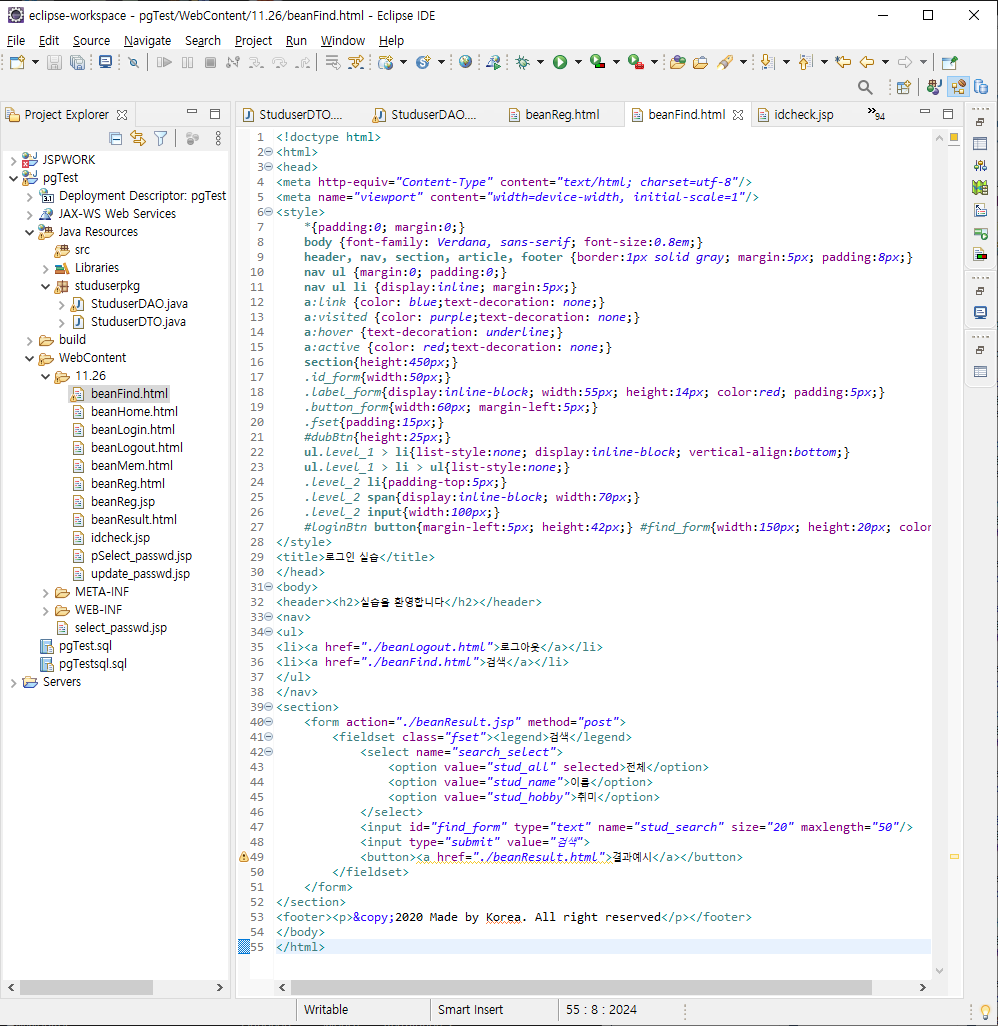 eclipse-workspace - pgTest/WebContent/11.26/beanFind.html - Eclipse IDE
File Edit Source Navigate Search Project Run Window Help
Project Explorer
JSPWORK
pgTest
Deployment Descriptor: pgTest
JAX-WS Web Services
Java Resources
src
Libraries
studuserpkg
StuduserDAO.java
StuduserDTO.java
build
WebContent
11.26
beanFind.html
beanHome.html
beanLogin.html
beanLogout.html
beanMem.html
beanReg.html
beanReg.jsp
beanResult.html
idcheck.jsp
pSelect_passwd.jsp
update_passwd.jsp
META-INF
WEB-INF
select_passwd.jsp
pgTest.sql
pgTestsql.sql
Servers
StuduserDTO.... StuduserDAO.... beanReg.html beanFind.html idcheck.jsp »94
1 <!doctype html>
2 <html>
3 <head>
4 <meta http-equiv="Content-Type" content="text/html; charset=utf-8"/>
5 <meta name="viewport" content="width=device-width, initial-scale=1"/>
6 <style>
7 *{padding:0; margin:0;}
8 body {font-family: Verdana, sans-serif; font-size:0.8em;}
9 header, nav, section, article, footer {border:1px solid gray; margin:5px; padding:8px;}
10 nav ul {margin:0; padding:0;}
11 nav ul li {display:inline; margin:5px;}
12 a:link {color: blue;text-decoration: none;}
13 a:visited {color: purple;text-decoration: none;}
14 a:hover {text-decoration: underline;}
15 a:active {color: red;text-decoration: none;}
16 section{height:450px;}
17 .id_form{width:50px;}
18 .label_form{display:inline-block; width:55px; height:14px; color:red; padding:5px;}
19 .button_form{width:60px; margin-left:5px;}
20 .fset{padding:15px;}
21 #dubBtn{height:25px;}
22 ul.level_1 > li{list-style:none; display:inline-block; vertical-align:bottom;}
23 ul.level_1 > li > ul{list-style:none;}
24 .level_2 li{padding-top:5px;}
25 .level_2 span{display:inline-block; width:70px;}
26 .level_2 input{width:100px;}
27 #loginBtn button{margin-left:5px; height:42px;} #find_form{width:150px; height:20px; colo
28 </style>
29 <title>로그인 실습</title>
30 </head>
31 <body>
32 <header><h2>실습을 환영합니다</h2></header>
33 <nav>
34 <ul>
35 <li><a href="./beanLogout.html">로그아웃</a></li>
36 <li><a href="./beanFind.html">검색</a></li>
37 </ul>
38 </nav>
39 <section>
40 <form action="./beanResult.jsp" method="post">
41 <fieldset class="fset"><legend>검색</legend>
42 <select name="search_select">
43 <option value="stud_all" selected>전체</option>
44 <option value="stud_name">이름</option>
45 <option value="stud_hobby">취미</option>
46 </select>
47 <input id="find_form" type="text" name="stud_search" size="20" maxlength="50"/>
48 <input type="submit" value="검색">
49 <button><a href="./beanResult.html">결과예시</a></button>
50 </fieldset>
51 </form>
52 </section>
53 <footer><p>&copy;2020 Made by Korea. All right reserved</p></footer>
54 </body>
55 </html>
Writable Smart Insert 55 : 8 : 2024